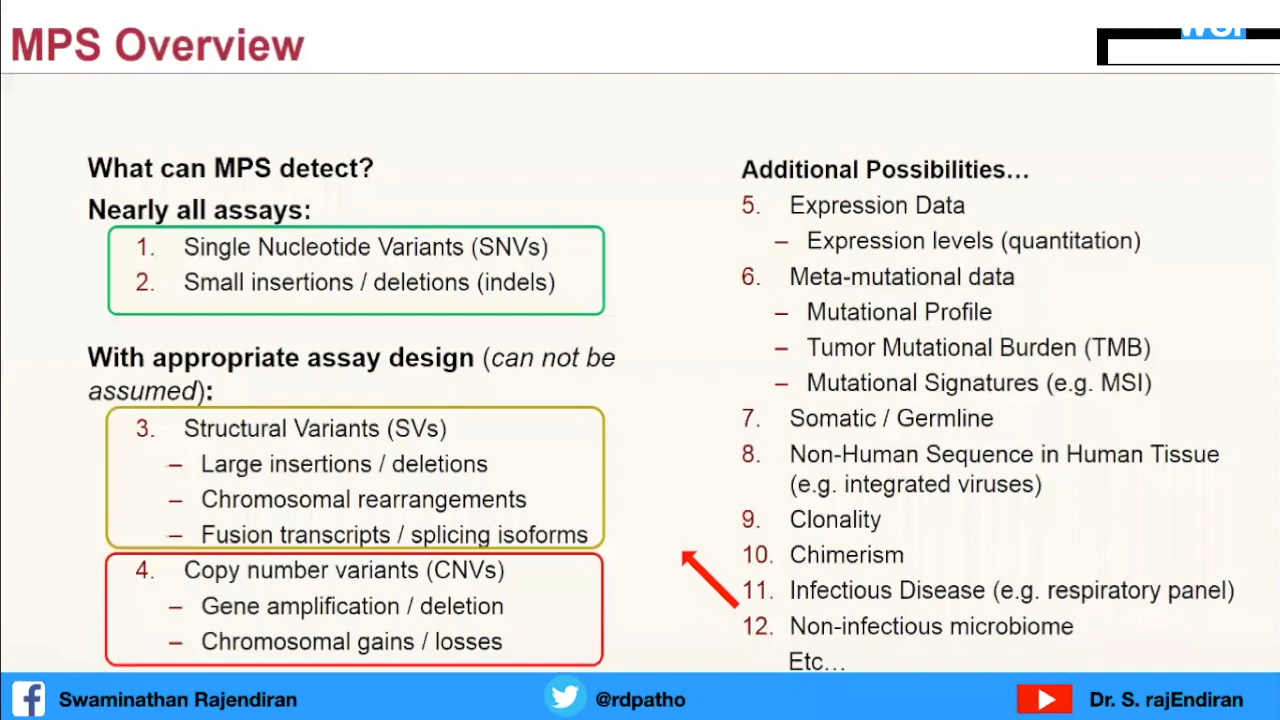 MPS Overview
What can MPS detect?
Nearly all assays:
1. Single Nucleotide Variants (SNVs)
2. Small insertions / deletions (indels)
With appropriate assay design (can not be
assumed):
3. Structural Variants (SVs)
– Large insertions / deletions
– Chromosomal rearrangements
– Fusion transcripts / splicing isoforms
4. Copy number variants (CNVs)
– Gene amplification / deletion
– Chromosomal gains / losses
Additional Possibilities...
5. Expression Data
– Expression levels (quantitation)
6. Meta-mutational data
– Mutational Profile
– Tumor Mutational Burden (TMB)
– Mutational Signatures (e.g. MSI)
7. Somatic / Germline
8. Non-Human Sequence in Human Tissue
(e.g. integrated viruses)
9. Clonality
10. Chimerism
11. Infectious Disease (e.g. respiratory panel)
12. Non-infectious microbiome
Etc...
Swaminathan Rajendiran
@rdpatho
Dr. S. rajEndiran